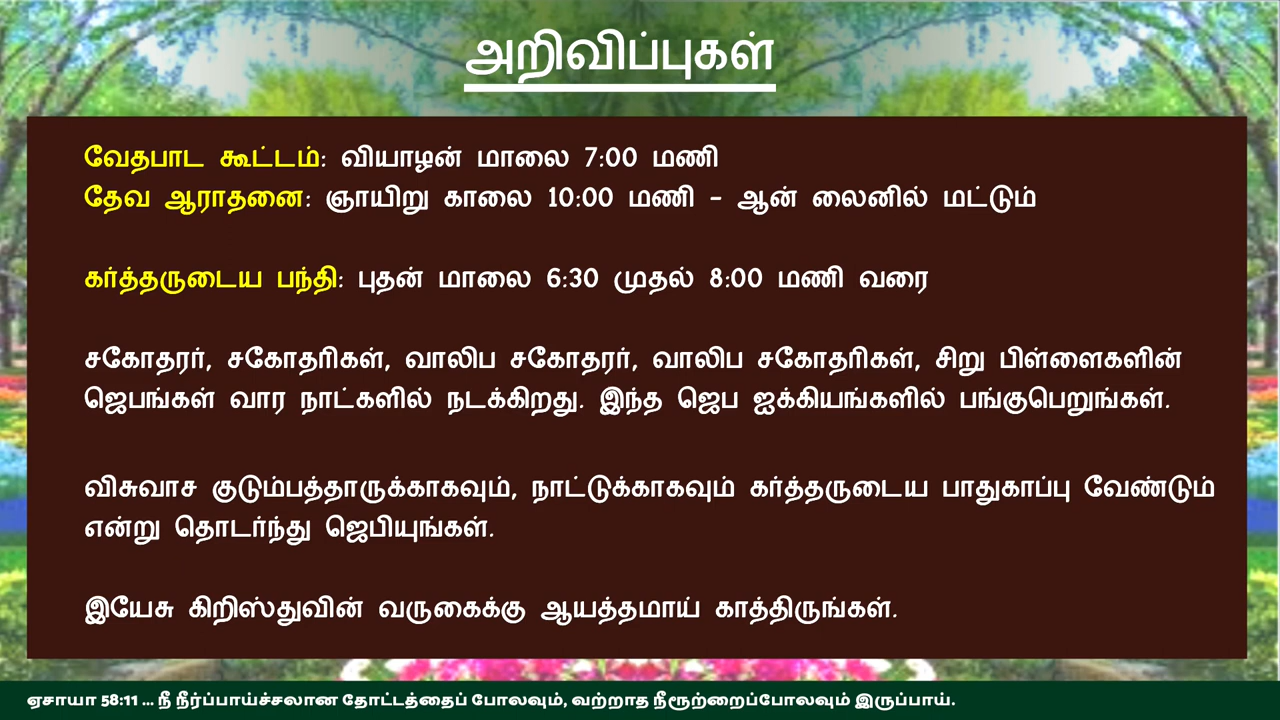 அறிவிப்புகள்
வேதபாட கூட்டம்: வியாழன் மாலை 7:00 மணி
தேவ ஆராதனை: ஞாயிறு காலை 10:00 மணி – ஆன் லைனில் மட்டும்
கர்த்தருடைய பந்தி: புதன் மாலை 6:30 முதல் 8:00 மணி வரை
சகோதரர், சகோதரிகள், வாலிப சகோதரர், வாலிப சகோதரிகள், சிறு பிள்ளைகளின்
ஜெபங்கள் வார நாட்களில் நடக்கிறது. இந்த ஜெப ஐக்கியங்களில் பங்குபெறுங்கள்.
விசுவாச குடும்பத்தாருக்காகவும், நாட்டுக்காகவும் கர்த்தருடைய பாதுகாப்பு வேண்டும்
என்று தொடர்ந்து ஜெபியுங்கள்.
இயேசு கிறிஸ்துவின் வருகைக்கு ஆயத்தமாய் காத்திருங்கள்.
ஏசாயா 58:11 ... நீ நீர்ப்பாய்ச்சலான தோட்டத்தைப் போலவும், வற்றாத நீரூற்றைப்போலவும் இருப்பாய்.